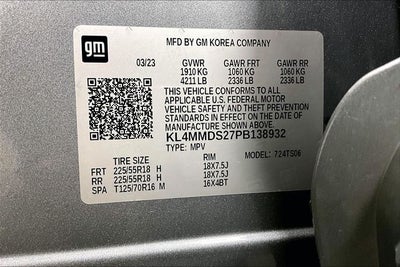 gm
MFD BY GM KOREA COMPANY
03/23 GVWR GAWR FRT GAWR RR
1910 KG 1060 KG 1060 KG
4211 LB 2336 LB 2336 LB
THIS VEHICLE CONFORMS TO ALL
APPLICABLE U.S. FEDERAL MOTOR
VEHICLE SAFETY AND THEFT PREVENTION
STANDARDS IN EFFECT ON THE DATE OF
MANUFACTURE SHOWN ABOVE.
KL4MMDS27PB138932
TYPE: MPV MODEL: 724TS06
TIRE SIZE RIM
FRT 225/55R18 H 18X7.5J
RR 225/55R18 H 18X7.5J
SPA T125/70R16 M 16X4BT